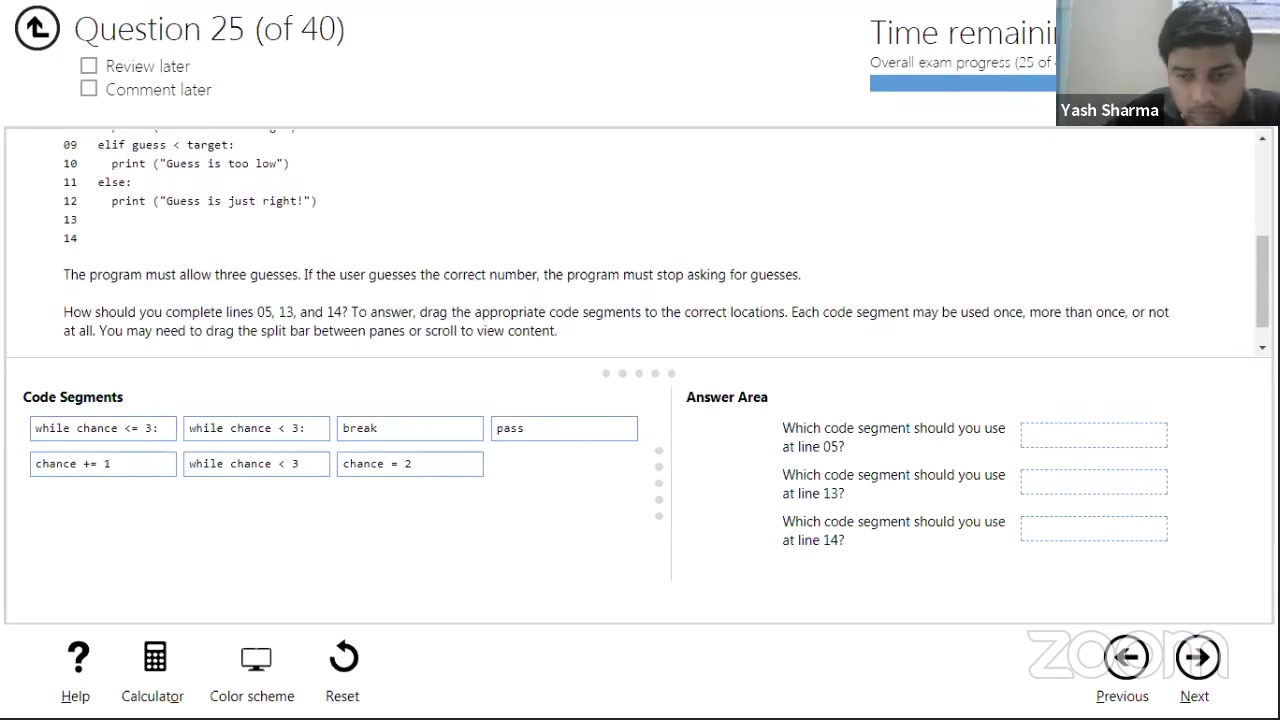 Question 25 (of 40)
Review later
Comment later
Time remaini
Overall exam progress (25 of
Yash Sharma
09 elif guess < target:
10 print ("Guess is too low")
11 else:
12 print ("Guess is just right!")
13
14
The program must allow three guesses. If the user guesses the correct number, the program must stop asking for guesses.
How should you complete lines 05, 13, and 14? To answer, drag the appropriate code segments to the correct locations. Each code segment may be used once, more than once, or not
at all. You may need to drag the split bar between panes or scroll to view content.
Code Segments
while chance <= 3:
while chance < 3:
break
pass
chance += 1
while chance < 3
chance = 2
Answer Area
Which code segment should you use
at line 05?
Which code segment should you use
at line 13?
Which code segment should you use
at line 14?
? Help
Calculator
Color scheme
Reset
zoom
Previous
Next